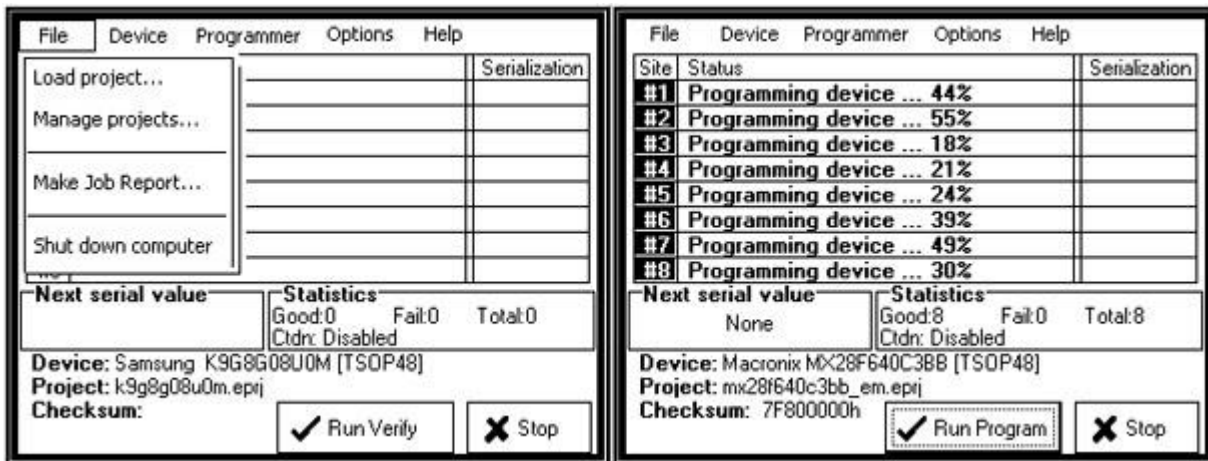 File Device Programmer Options Help
Serialization
Load project...
Manage projects...
Make Job Report...
Shut down computer
Next serial value
Statistics
Good:0 Fail:0 Total:0
Ctdn: Disabled
Device: Samsung K9G8G08U0M [TSOP48]
Project: k9g8g08u0m.eprj
Checksum:
Run Verify Stop
File Device Programmer Options Help
Site Status Serialization
#1 Programming device ... 44%
#2 Programming device ... 55%
#3 Programming device ... 18%
#4 Programming device ... 21%
#5 Programming device ... 24%
#6 Programming device ... 39%
#7 Programming device ... 49%
#8 Programming device ... 30%
Next serial value
None
Statistics
Good:8 Fail:0 Total:8
Ctdn: Disabled
Device: Macronix MX28F640C3BB [TSOP48]
Project: mx28f640c3bb_em.eprj
Checksum: 7F800000h
Run Program Stop